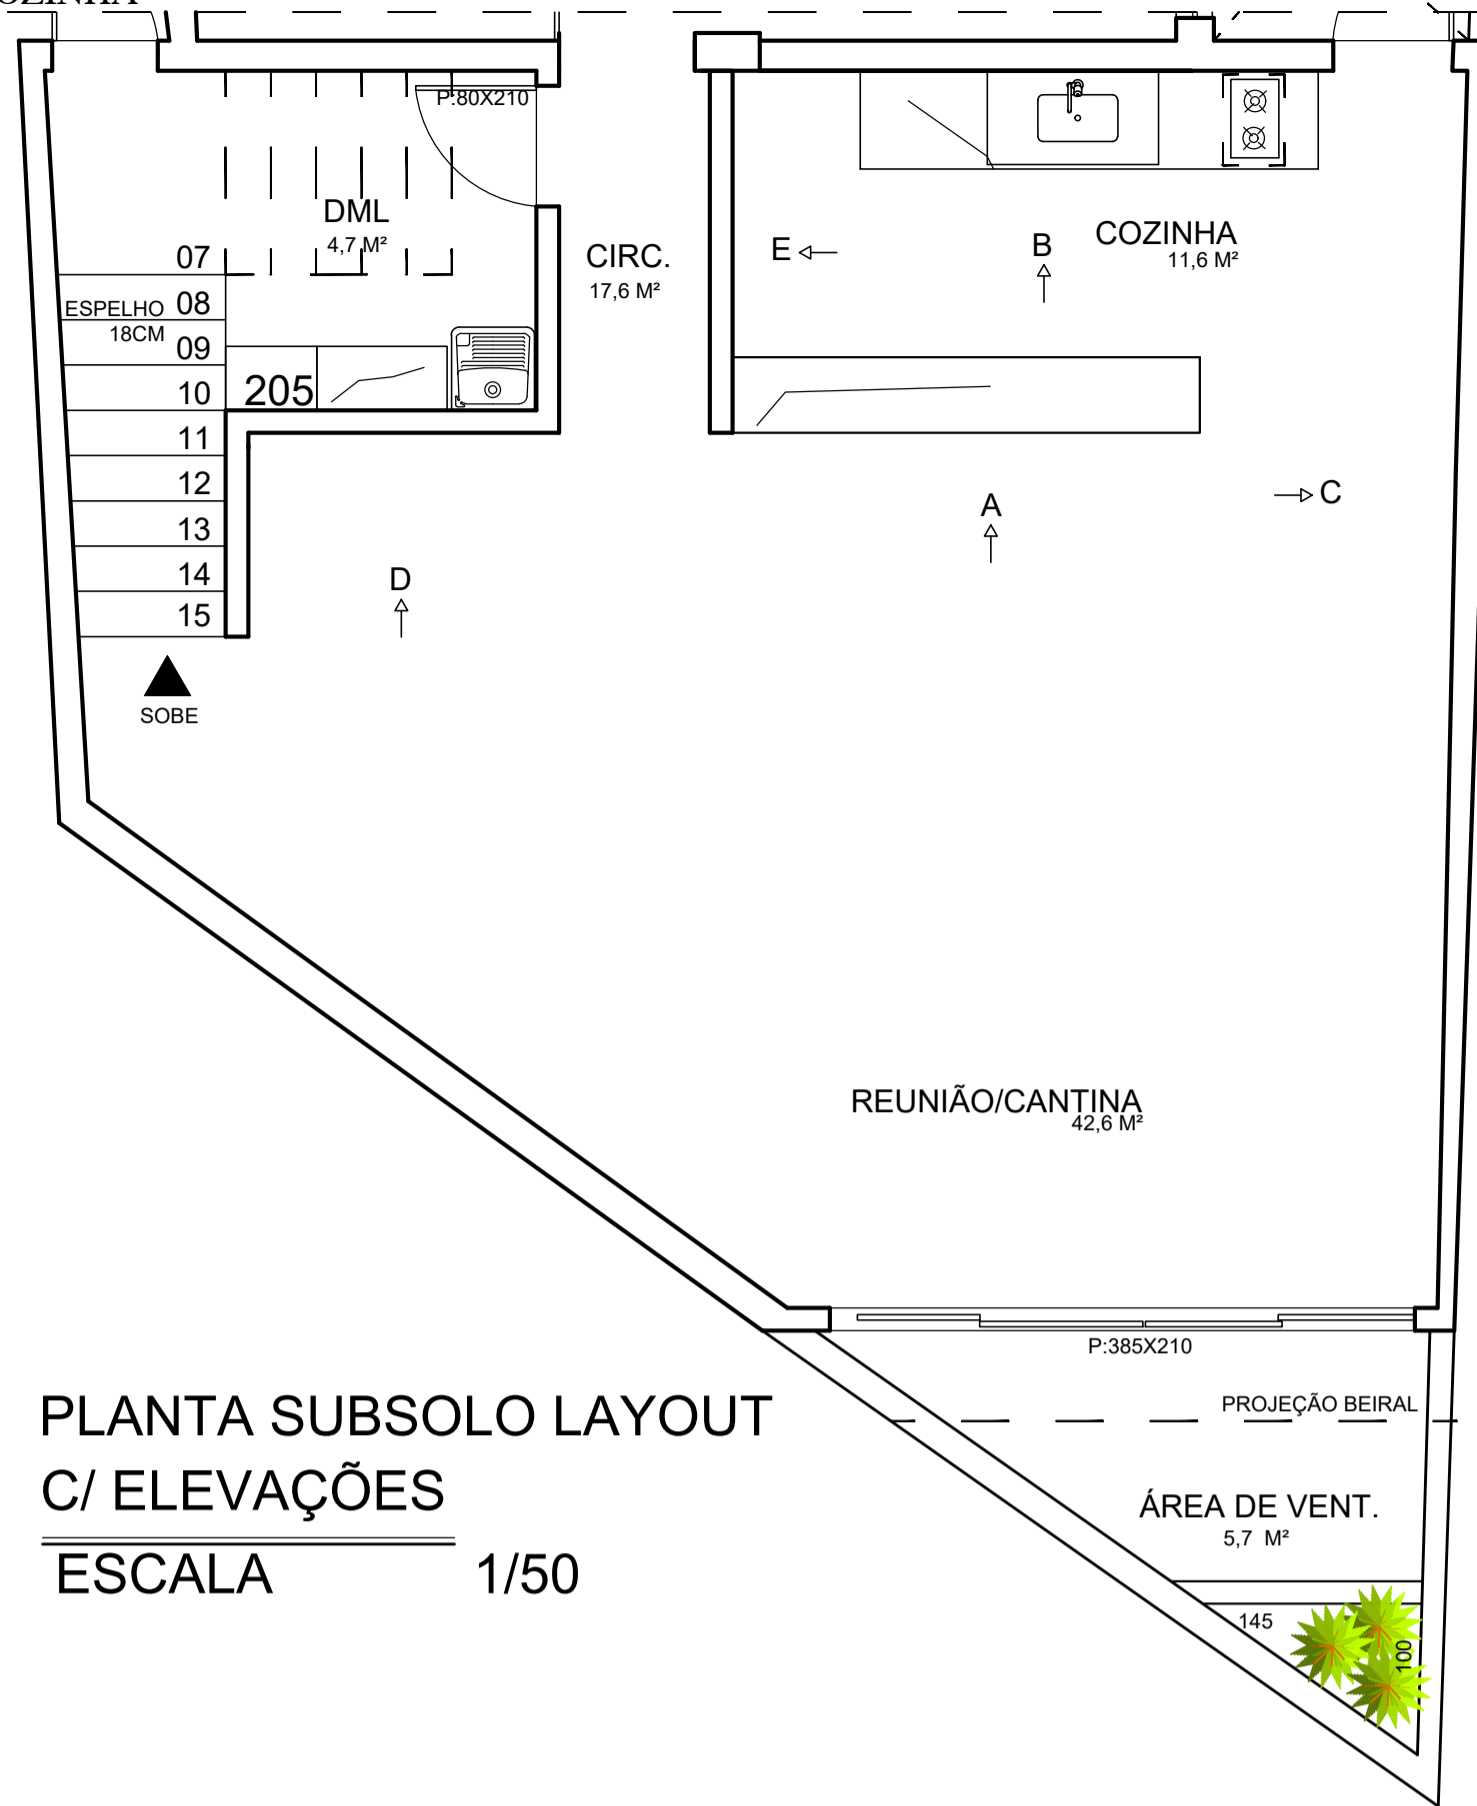 P:80X210
DML
4,7 M²
CIRC.
17,6 M²
E
B
COZINHA
11,6 M²
07
ESPELHO 08
18CM
09
10
205
11
12
13
14
15
SOBE
D
A
C
REUNIÃO/CANTINA
42,6 M²
P:385X210
PROJEÇÃO BEIRAL
ÁREA DE VENT.
5,7 M²
145
100
PLANTA SUBSOLO LAYOUT
C/ ELEVAÇÕES
ESCALA 1/50